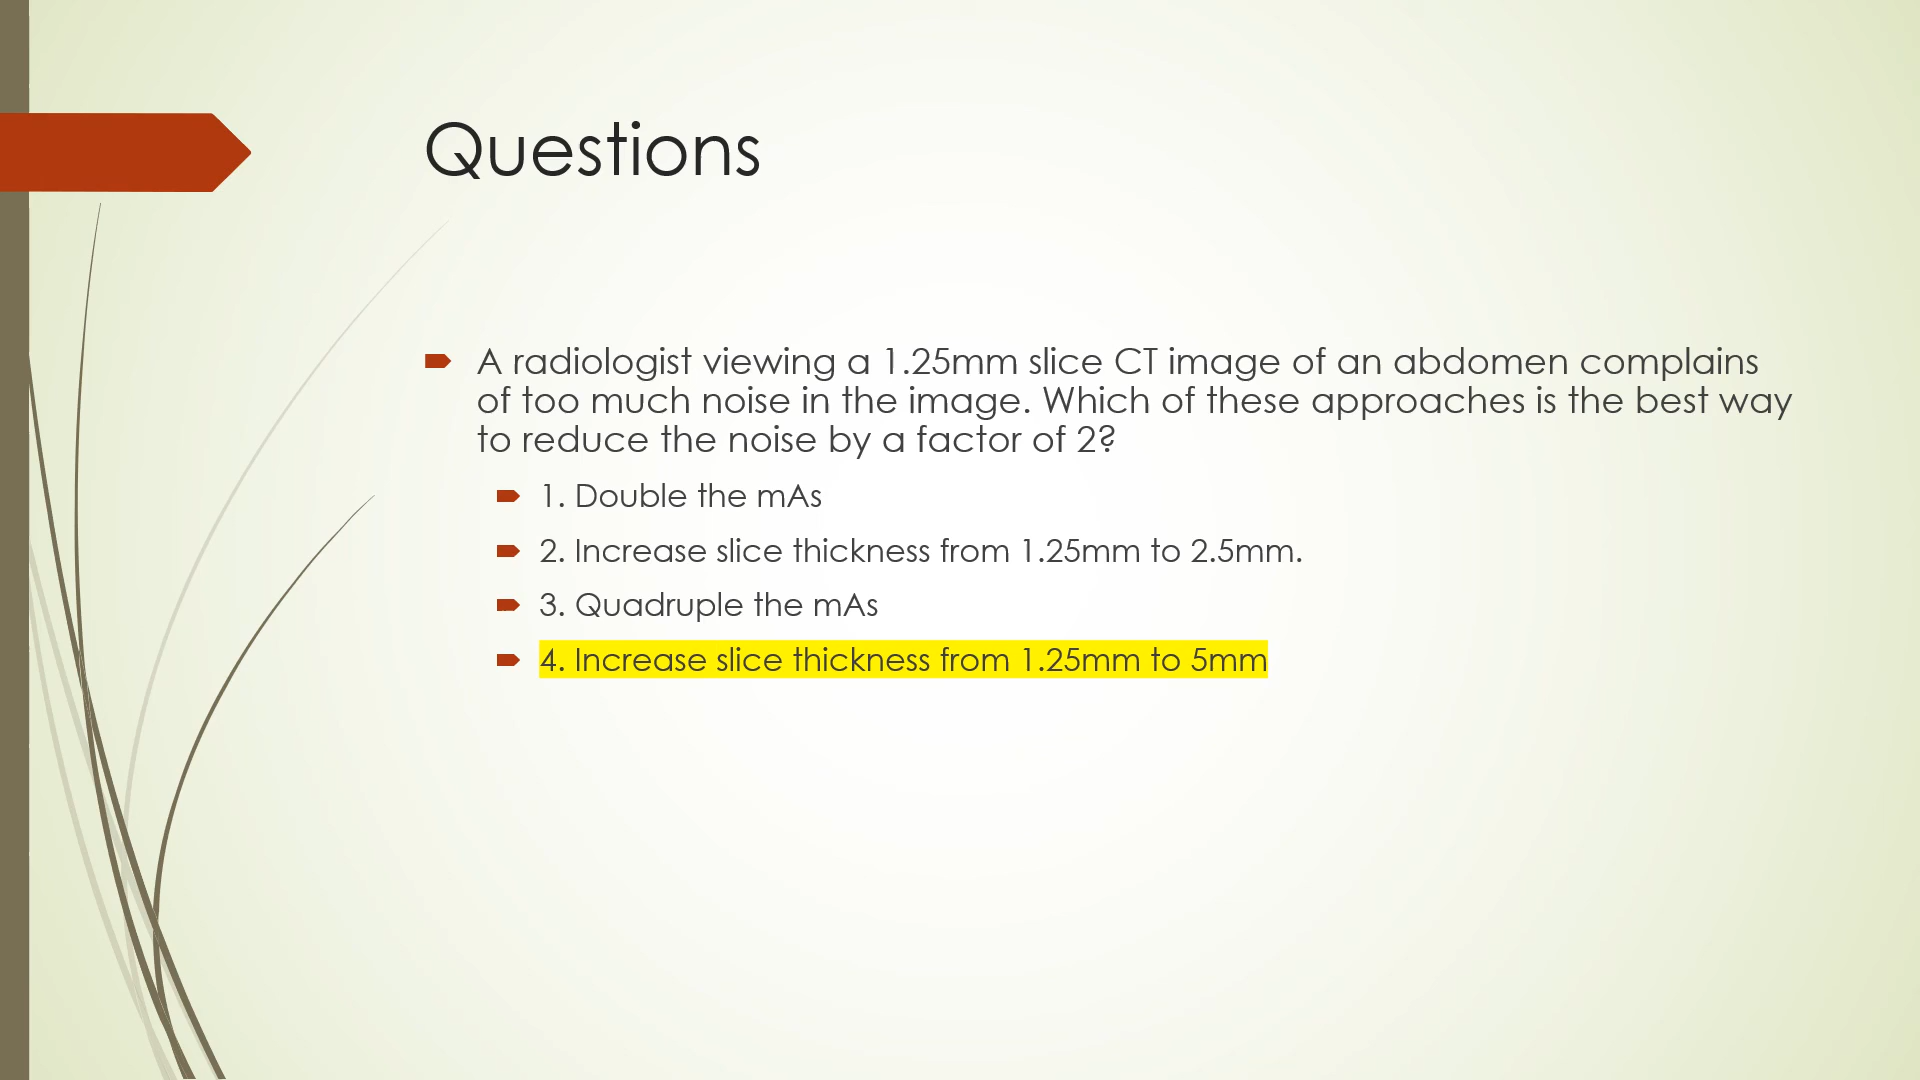 Questions
A radiologist viewing a 1.25mm slice CT image of an abdomen complains
of too much noise in the image. Which of these approaches is the best way
to reduce the noise by a factor of 2?
1. Double the mAs
2. Increase slice thickness from 1.25mm to 2.5mm.
3. Quadruple the mAs
4. Increase slice thickness from 1.25mm to 5mm